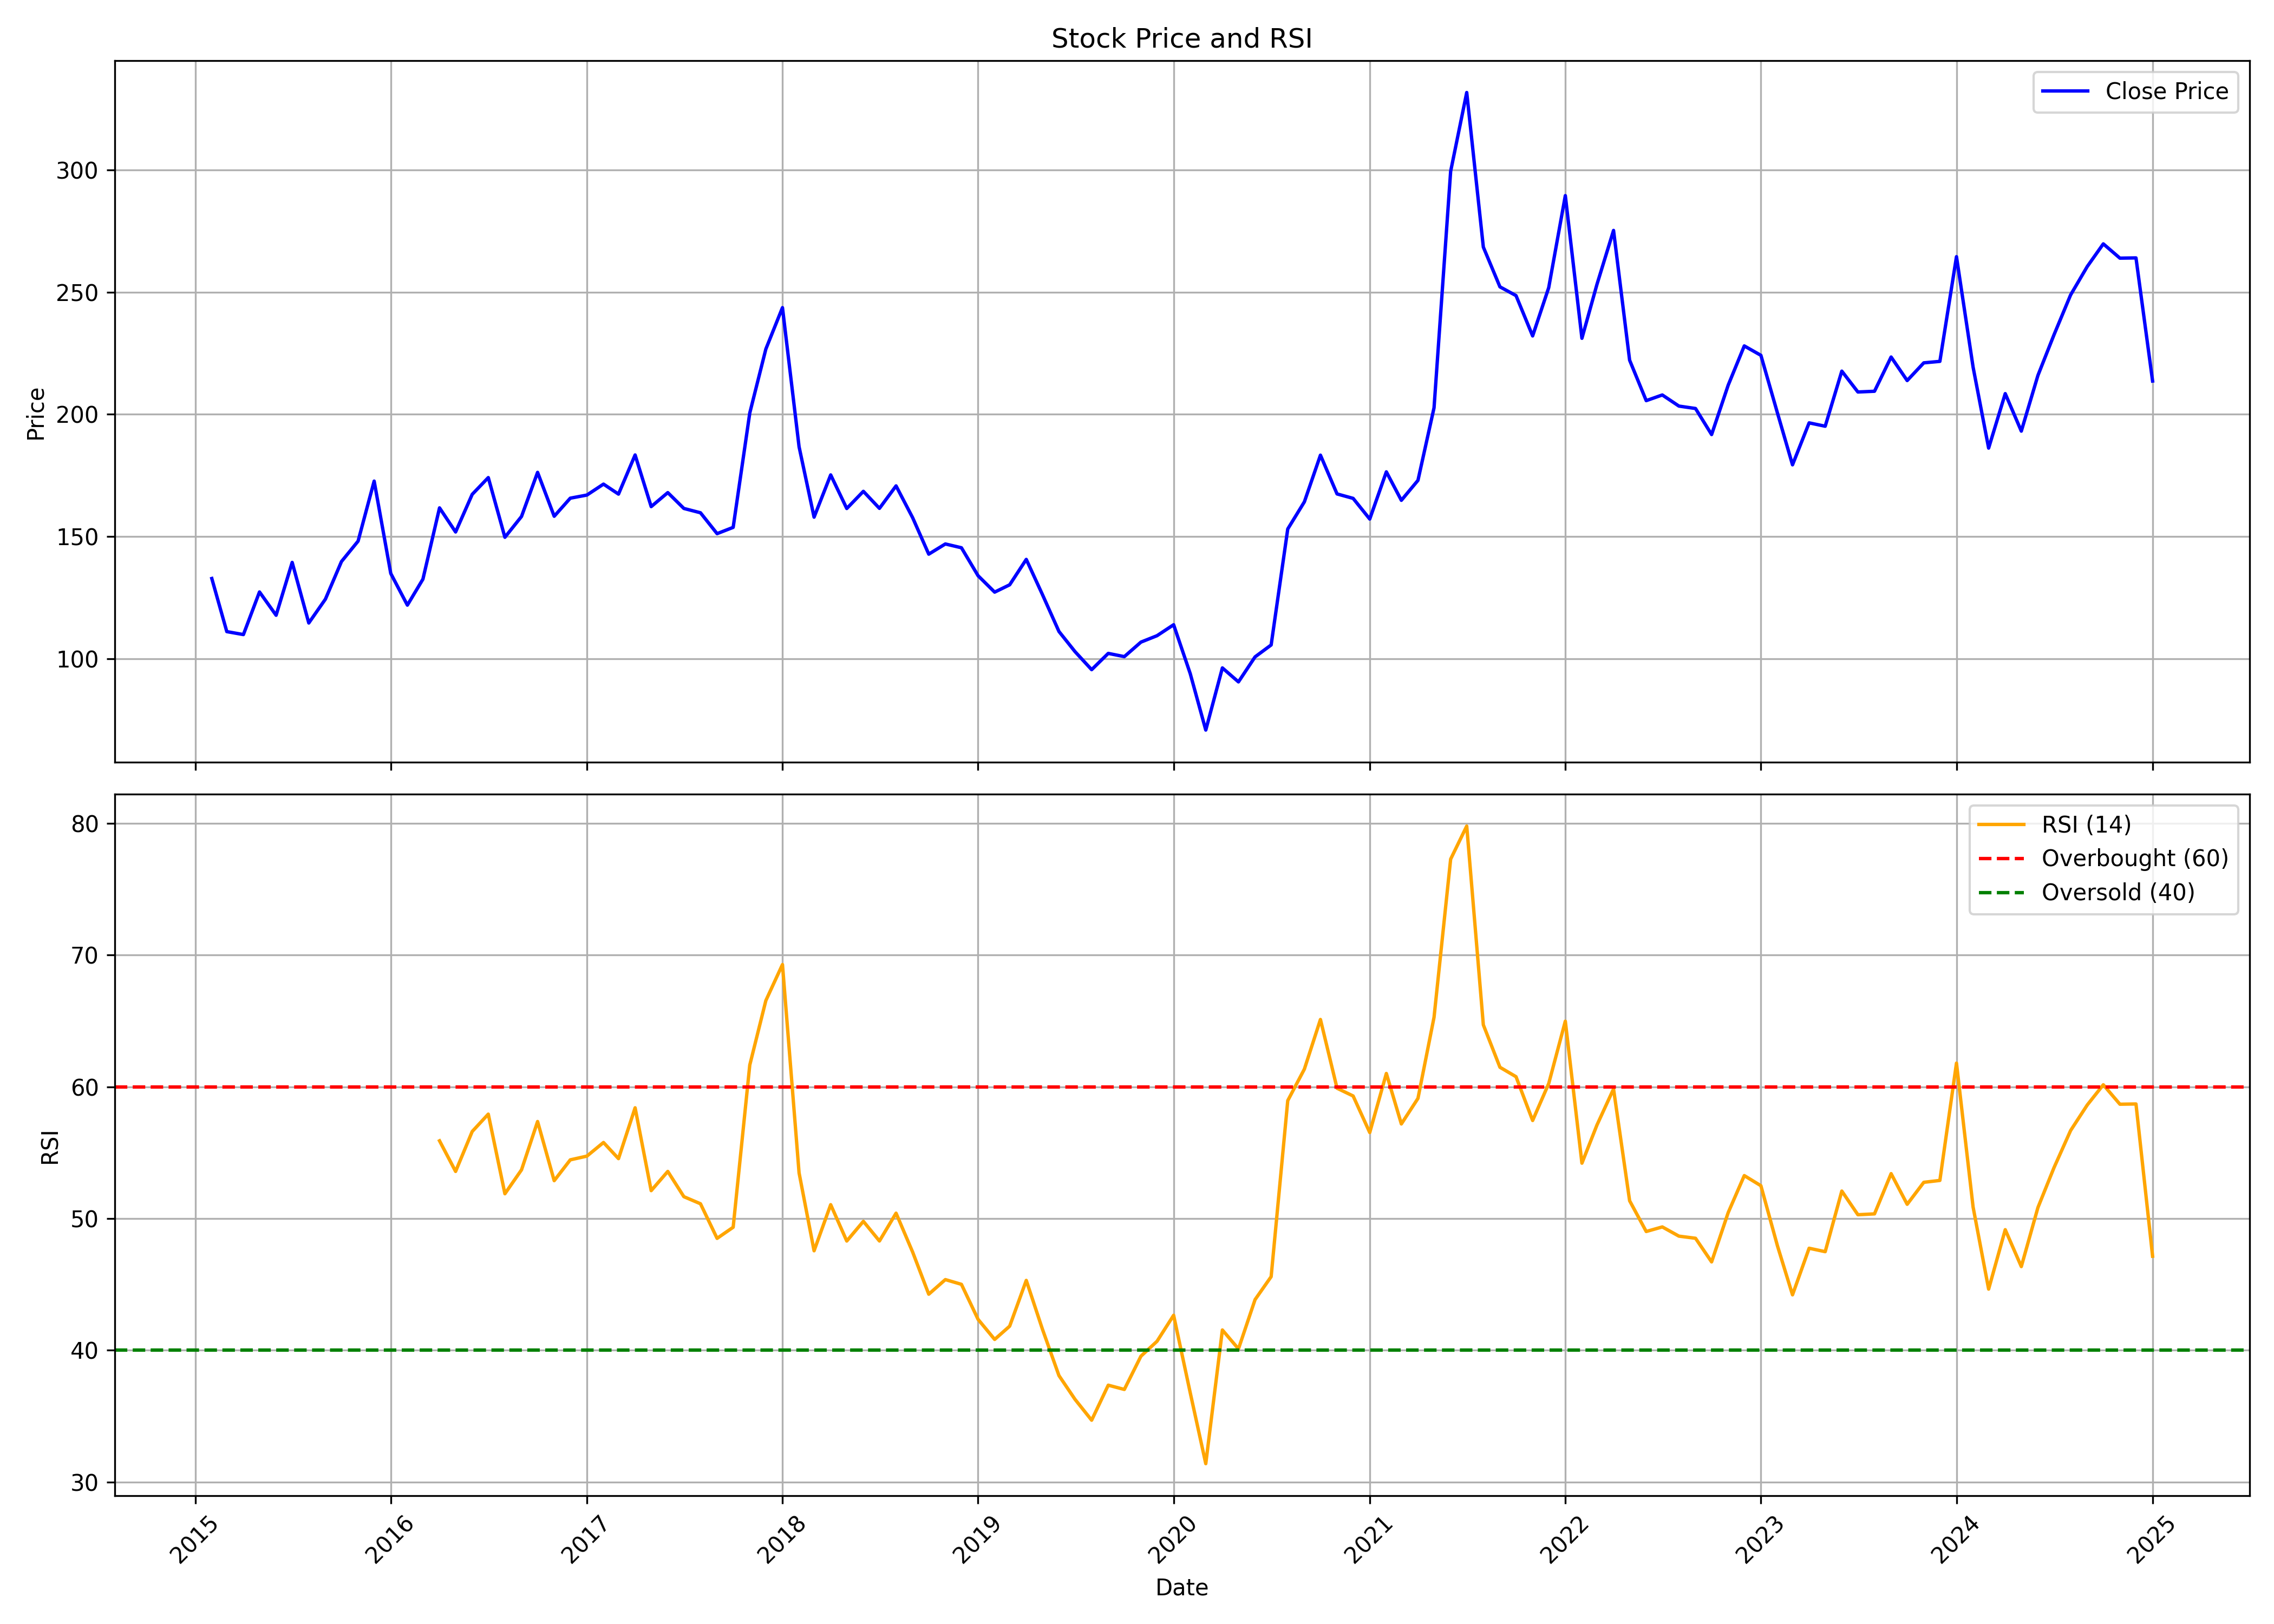 Stock Price and RSI
Close Price
300
250
200
150
100
Price
RSI (14)
Overbought (60)
Oversold (40)
80
70
60
50
40
30
RSI
2015 2016 2017 2018 2019 2020 2021 2022 2023 2024 2025
Date